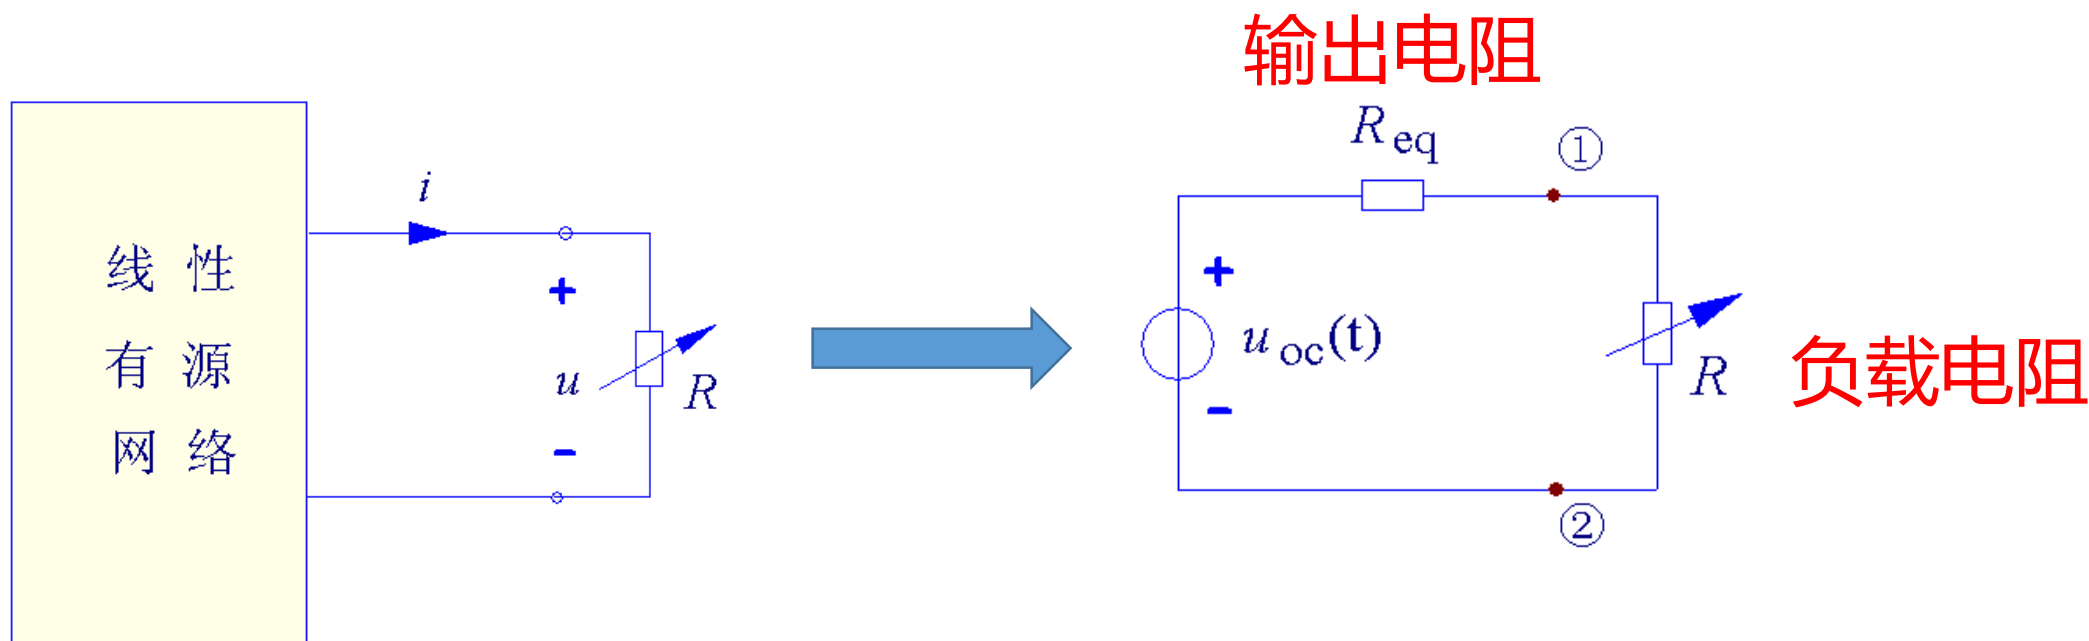 线 性
有 源
网 络
i
+
u
R
−
输出电阻
R eq
①
+
u oc(t)
−
R
负载电阻
②